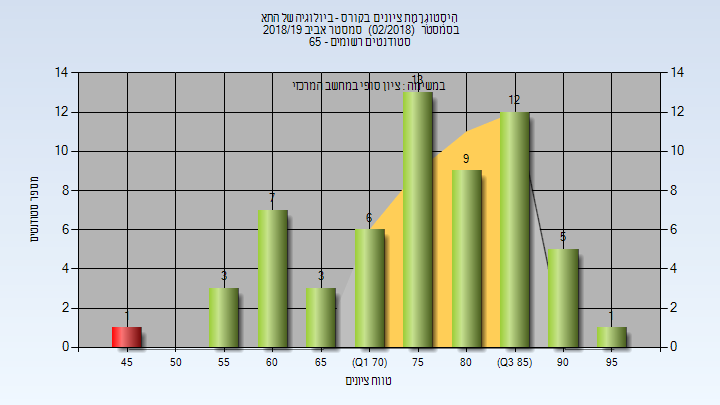 היסטוגרמת ציונים בקורס - ביולוגיה של התא
בסמסטר (02/2018) סמסטר אביב 2018/19
סטודנטים רשומים - 65
במשימה : ציון סופי במחשב המרכזי
מספר סטודנטים
14 12 10 8 6 4 2 0
1 3 7 3 6 13 9 12 5 1
14 12 10 8 6 4 2 0
45 50 55 60 65 (Q1 70) 75 80 (Q3 85) 90 95
טווח ציונים